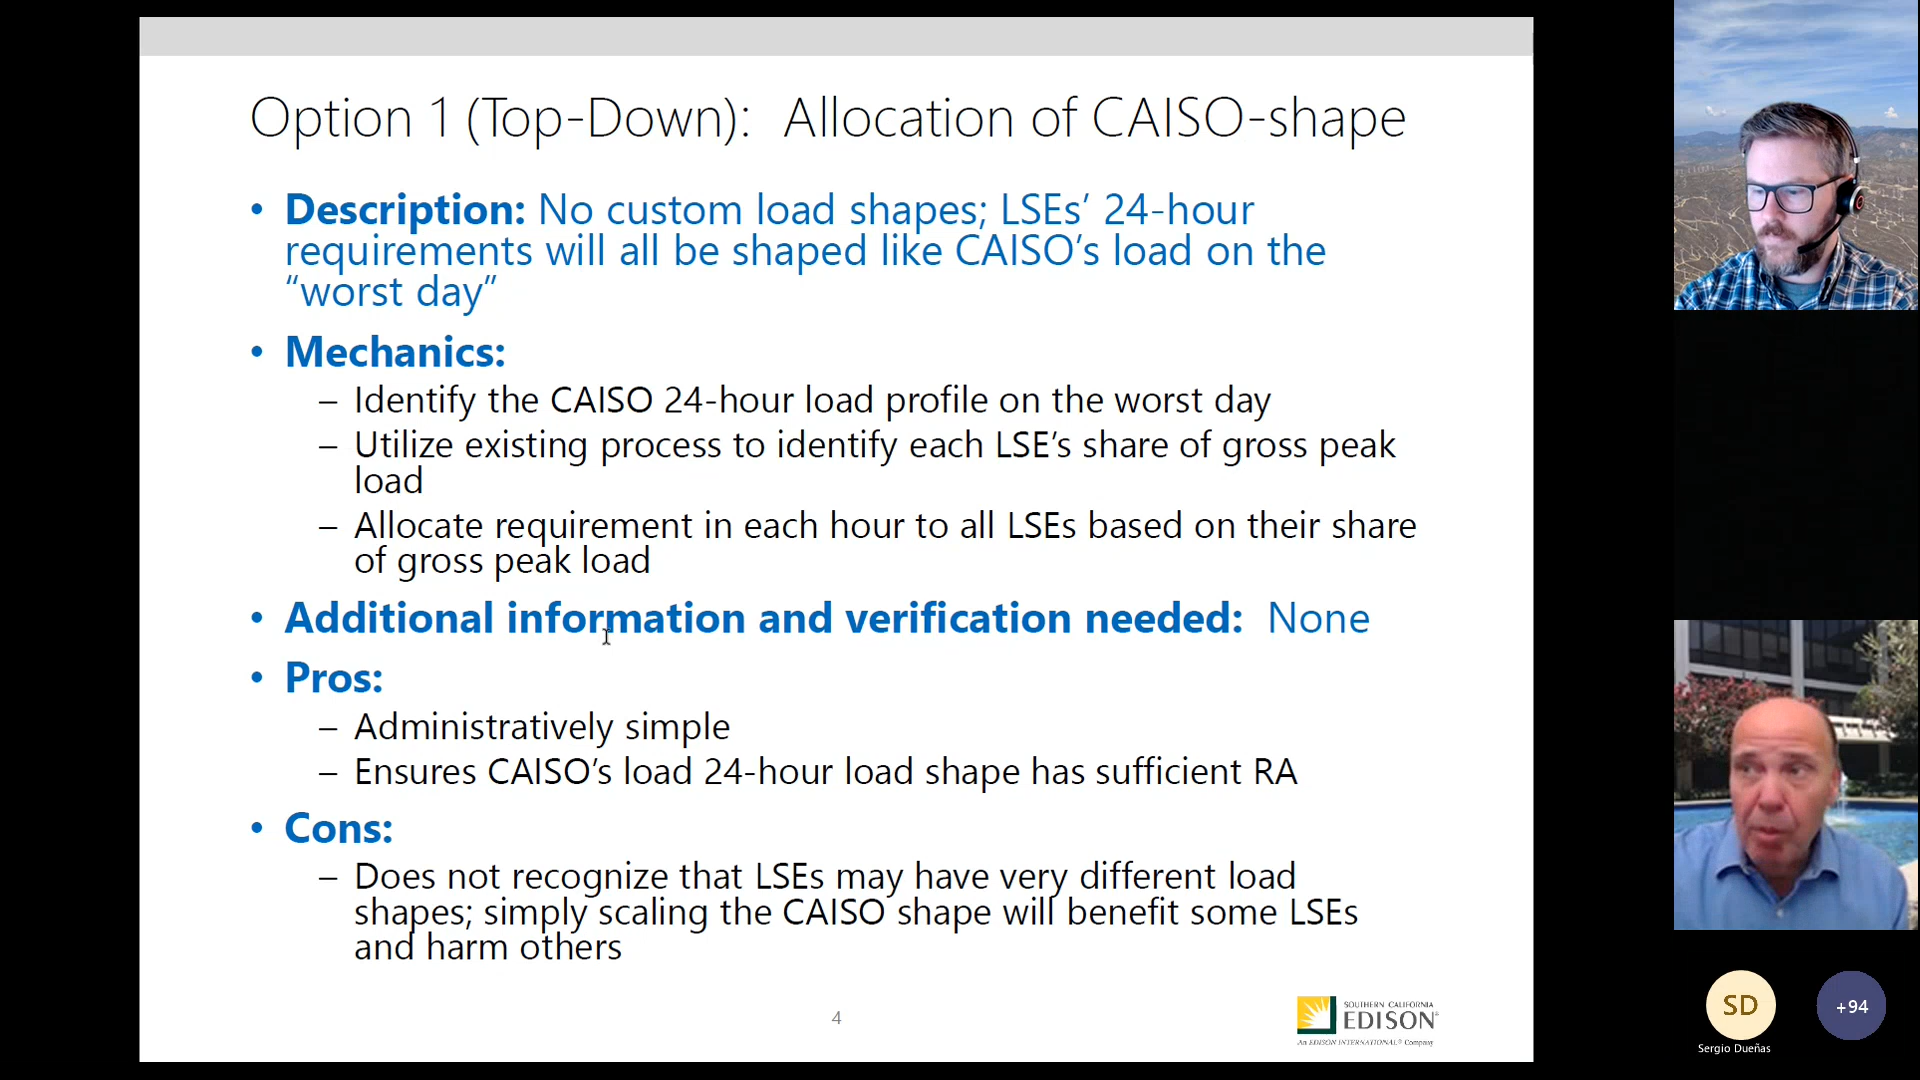 Option 1 (Top-Down): Allocation of CAISO-shape
• Description: No custom load shapes; LSEs’ 24-hour
requirements will all be shaped like CAISO’s load on the
“worst day”
• Mechanics:
– Identify the CAISO 24-hour load profile on the worst day
– Utilize existing process to identify each LSE’s share of gross peak
load
– Allocate requirement in each hour to all LSEs based on their share
of gross peak load
• Additional information and verification needed: None
• Pros:
– Administratively simple
– Ensures CAISO’s load 24-hour load shape has sufficient RA
• Cons:
– Does not recognize that LSEs may have very different load
shapes; simply scaling the CAISO shape will benefit some LSEs
and harm others
4
SOUTHERN CALIFORNIA
EDISON®
An EDISON INTERNATIONAL® Company
SD
+94
Sergio Dueñas